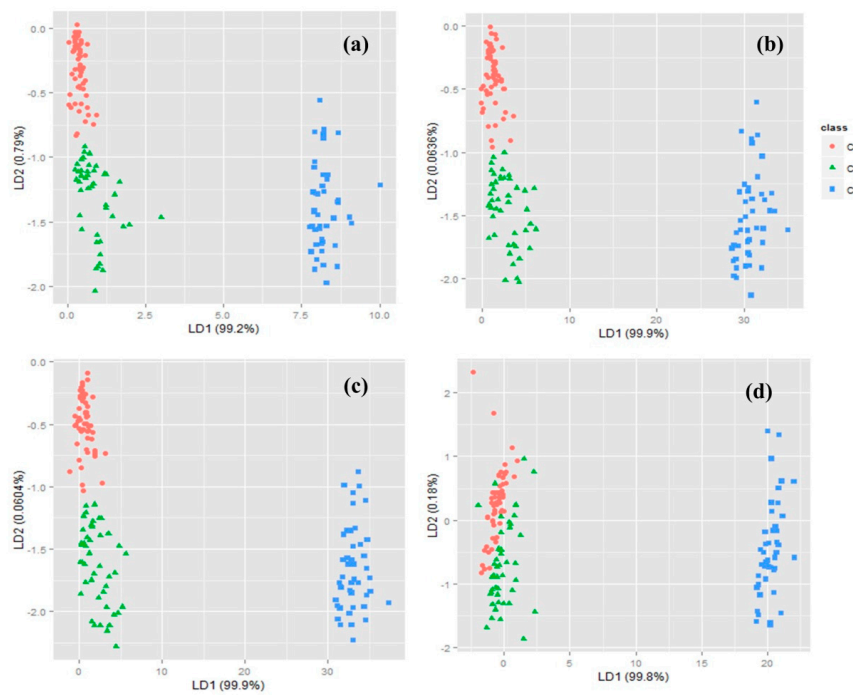 (a)
0.0
-0.5
-1.0
-1.5
-2.0
LD2 (0.79%)
0.0
2.5
5.0
7.5
10.0
LD1 (99.2%)
(b)
0.0
-0.5
-1.0
-1.5
-2.0
LD2 (0.0636%)
0
10
20
30
LD1 (99.9%)
class
C
C
C
(c)
0.0
-0.5
-1.0
-1.5
-2.0
LD2 (0.0604%)
0
10
20
30
LD1 (99.9%)
(d)
2
1
0
-1
-2
LD2 (0.18%)
0
5
10
15
20
LD1 (99.8%)